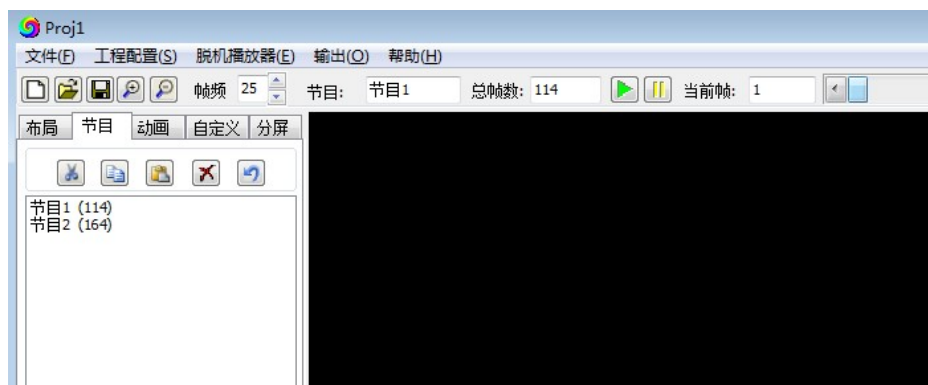 Proj1
文件(F) 工程配置(S) 脱机播放器(E) 输出(O) 帮助(H)
帧频 25 节目: 节目1 总帧数: 114 当前帧: 1
布局 节目 动画 自定义 分屏
节目1 (114)
节目2 (164)